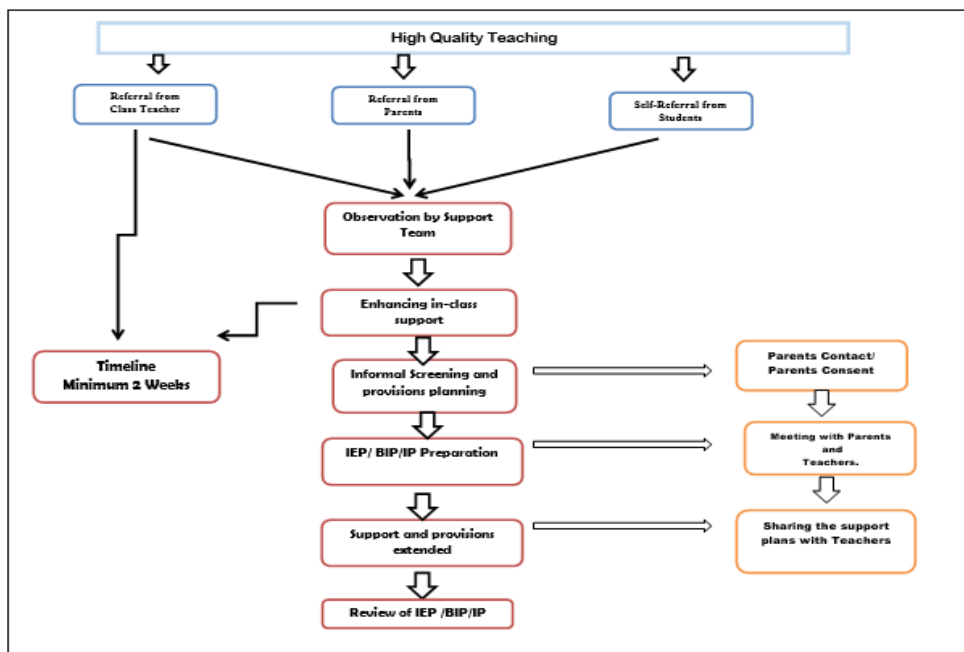 High Quality Teaching
Referral from
Class Teacher
Referral from
Parents
Self-Referral from
Students
Observation by Support
Team
Enhancing in-class
support
Timeline
Minimum 2 Weeks
Informal Screening and
provisions planning
Parents Contact/
Parents Consent
IEP/ BIP/IP Preparation
Meeting with Parents
and
Teachers.
Support and provisions
extended
Sharing the support
plans with Teachers
Review of IEP /BIP/IP